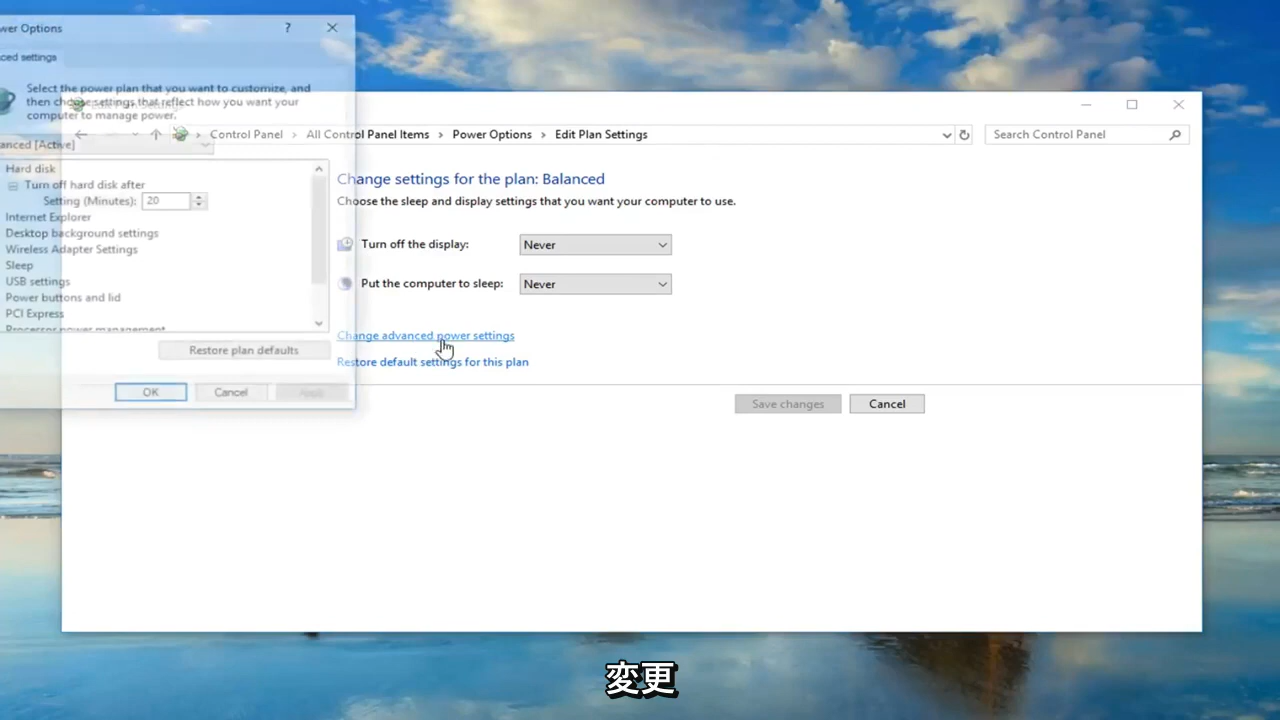 wer Options
?
ced settings
Select the power plan that you want to customize, and
then choose settings that reflect how you want your
computer to manage power.
anced [Active]
Hard disk
Turn off hard disk after
Setting (Minutes): 20
Internet Explorer
Desktop background settings
Wireless Adapter Settings
Sleep
USB settings
Power buttons and lid
PCI Express
Processor power management
Restore plan defaults
OK
Cancel
Apply
Control Panel > All Control Panel Items > Power Options > Edit Plan Settings
Search Control Panel
Change settings for the plan: Balanced
Choose the sleep and display settings that you want your computer to use.
Turn off the display: Never
Put the computer to sleep: Never
Change advanced power settings
Restore default settings for this plan
Save changes
Cancel
変更